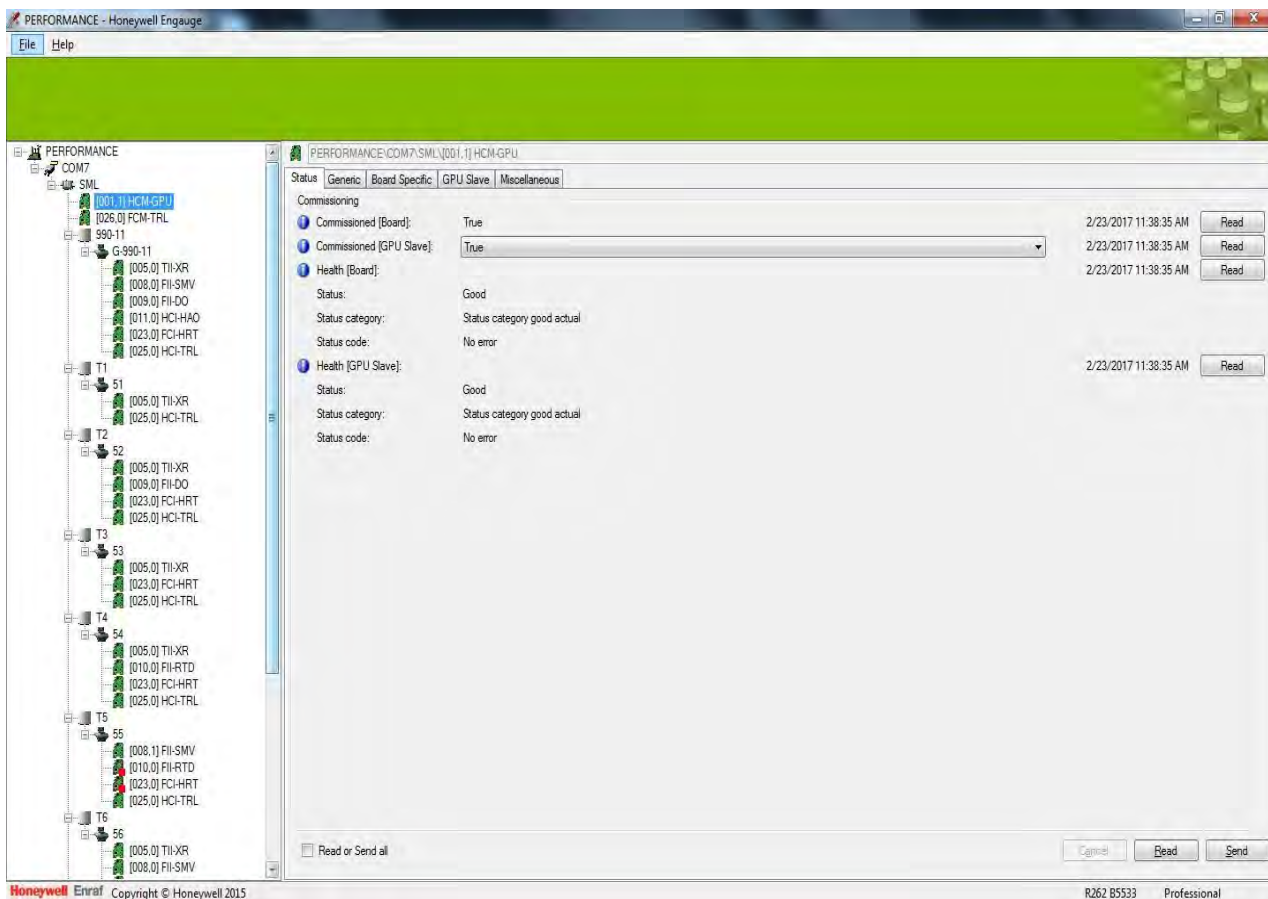 PERFORMANCE - Honeywell Engauge
File Help
PERFORMANCE
COM7
SML
[001,1] HCM-GPU
[026,0] FCM-TRL
990-11
G-990-11
[005,0] TII-XR
[008,0] FII-SMV
[009,0] FII-DO
[011,0] HCI-HAO
[023,0] FCI-HRT
[025,0] HCI-TRL
T1
51
[005,0] TII-XR
[025,0] HCI-TRL
T2
52
[005,0] TII-XR
[009,0] FII-DO
[023,0] FCI-HRT
[025,0] HCI-TRL
T3
53
[005,0] TII-XR
[023,0] FCI-HRT
[025,0] HCI-TRL
T4
54
[005,0] TII-XR
[010,0] FII-RTD
[023,0] FCI-HRT
[025,0] HCI-TRL
T5
55
[008,1] FII-SMV
[010,0] FII-RTD
[023,0] FCI-HRT
[025,0] HCI-TRL
T6
56
[005,0] TII-XR
[008,0] FII-SMV
PERFORMANCE\COM7\SML\[001,1] HCM-GPU
Status Generic Board Specific GPU Slave Miscellaneous
Commissioning
Commissioned [Board]: True 2/23/2017 11:38:35 AM Read
Commissioned [GPU Slave]: True 2/23/2017 11:38:35 AM Read
Health [Board]: 2/23/2017 11:38:35 AM Read
Status: Good
Status category: Status category good actual
Status code: No error
Health [GPU Slave]: 2/23/2017 11:38:35 AM Read
Status: Good
Status category: Status category good actual
Status code: No error
Read or Send all Cancel Read Send
Honeywell Enraf Copyright © Honeywell 2015 R262 B5533 Professional